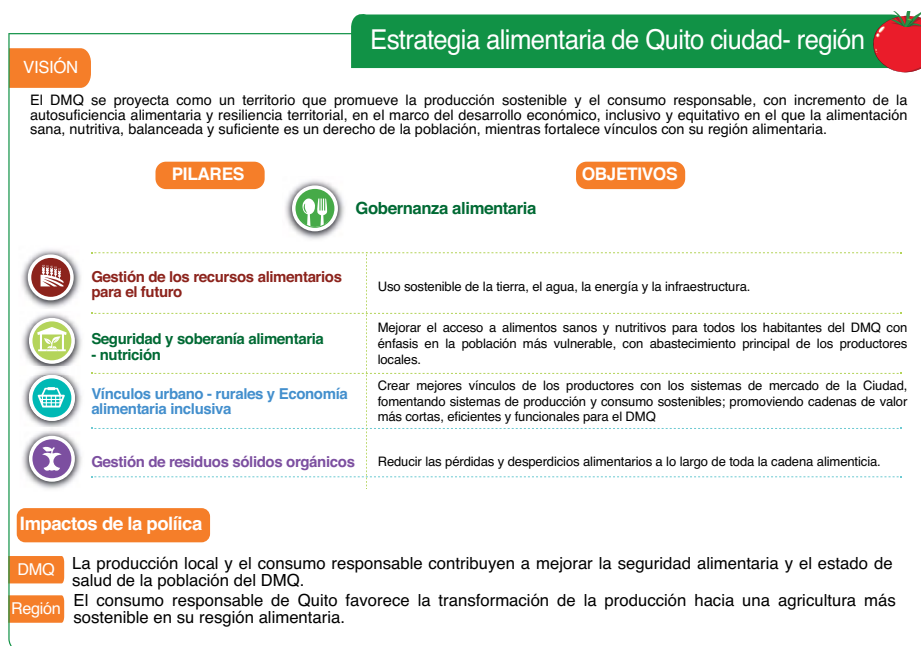 Estrategia alimentaria de Quito ciudad- región
VISIÓN
El DMQ se proyecta como un territorio que promueve la producción sostenible y el consumo responsable, con incremento de la
autosuficiencia alimentaria y resiliencia territorial, en el marco del desarrollo económico, inclusivo y equitativo en el que la alimentación
sana, nutritiva, balanceada y suficiente es un derecho de la población, mientras fortalece vínculos con su región alimentaria.
PILARES
OBJETIVOS
Gobernanza alimentaria
Gestión de los recursos alimentarios
para el futuro
Uso sostenible de la tierra, el agua, la energía y la infraestructura.
Seguridad y soberanía alimentaria
- nutrición
Mejorar el acceso a alimentos sanos y nutritivos para todos los habitantes del DMQ con
énfasis en la población más vulnerable, con abastecimiento principal de los productores
locales.
Vínculos urbano - rurales y Economía
alimentaria inclusiva
Crear mejores vínculos de los productores con los sistemas de mercado de la Ciudad,
fomentando sistemas de producción y consumo sostenibles; promoviendo cadenas de valor
más cortas, eficientes y funcionales para el DMQ
Gestión de residuos sólidos orgánicos
Reducir las pérdidas y desperdicios alimentarios a lo largo de toda la cadena alimenticia.
Impactos de la políica
DMQ
La producción local y el consumo responsable contribuyen a mejorar la seguridad alimentaria y el estado de
salud de la población del DMQ.
Región
El consumo responsable de Quito favorece la transformación de la producción hacia una agricultura más
sostenible en su resgión alimentaria.